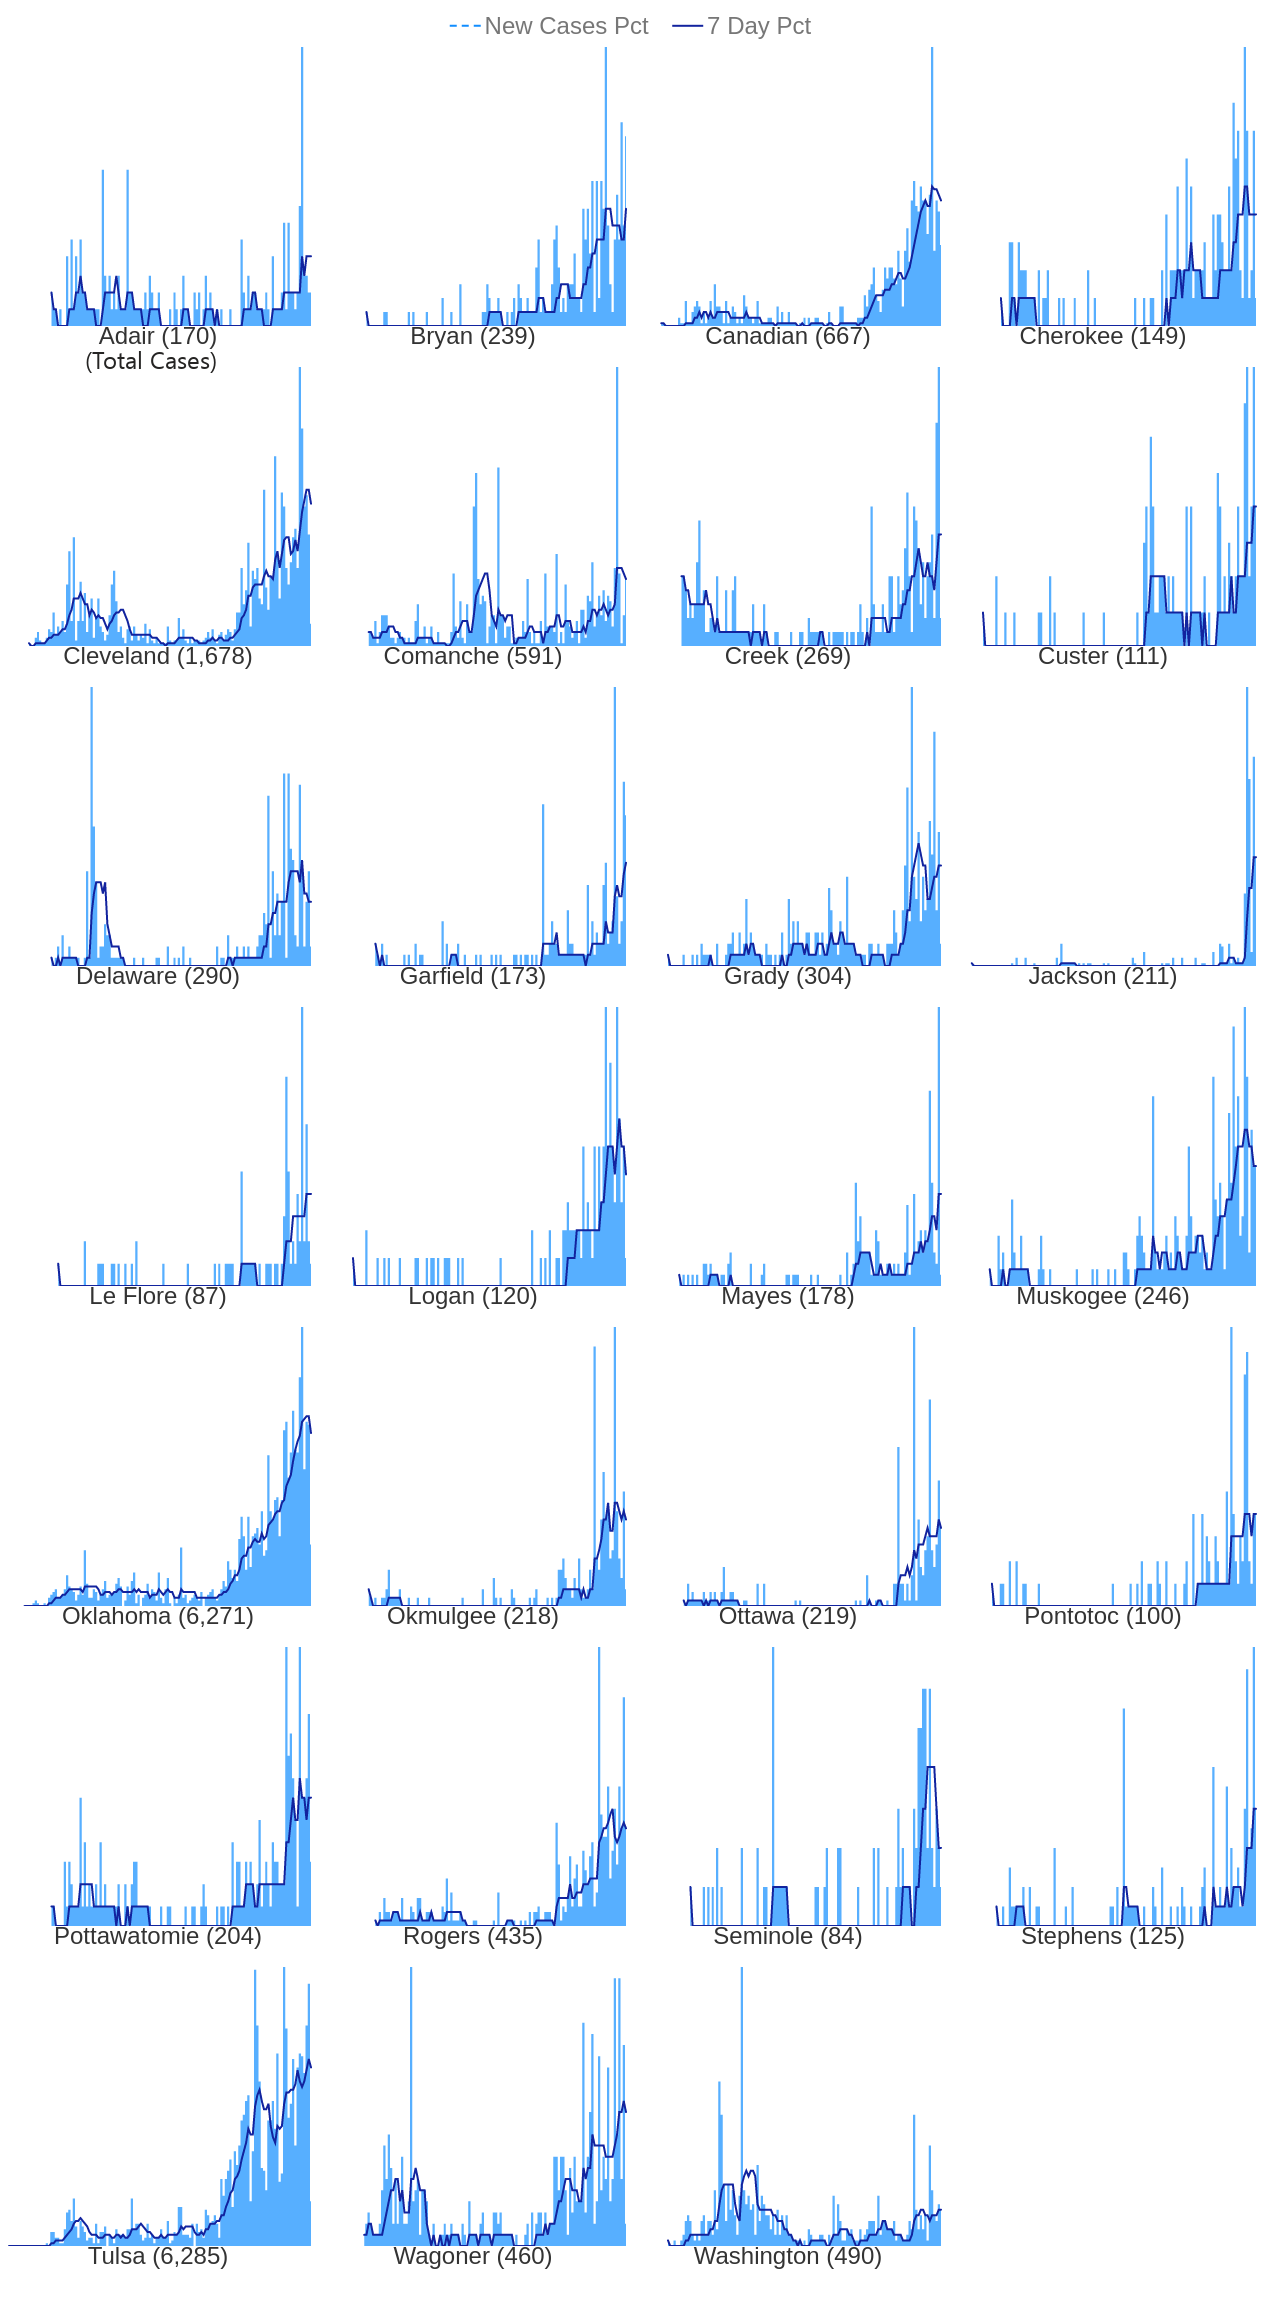 New Cases Pct 7 Day Pct
Adair (170) Bryan (239) Canadian (667) Cherokee (149)
(Total Cases)
Cleveland (1,678) Comanche (591) Creek (269) Custer (111)
Delaware (290) Garfield (173) Grady (304) Jackson (211)
Le Flore (87) Logan (120) Mayes (178) Muskogee (246)
Oklahoma (6,271) Okmulgee (218) Ottawa (219) Pontotoc (100)
Pottawatomie (204) Rogers (435) Seminole (84) Stephens (125)
Tulsa (6,285) Wagoner (460) Washington (490)